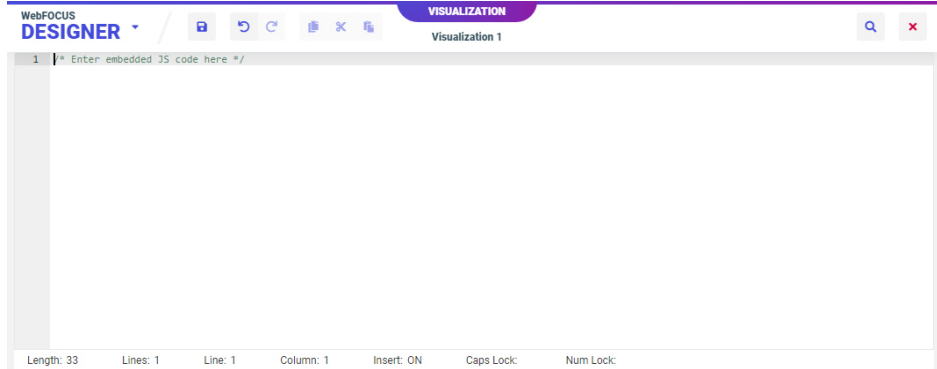 WebFOCUS
DESIGNER
VISUALIZATION
Visualization 1
1 /* Enter embedded JS code here */
Length: 33 Lines: 1 Line: 1 Column: 1 Insert: ON Caps Lock: Num Lock: